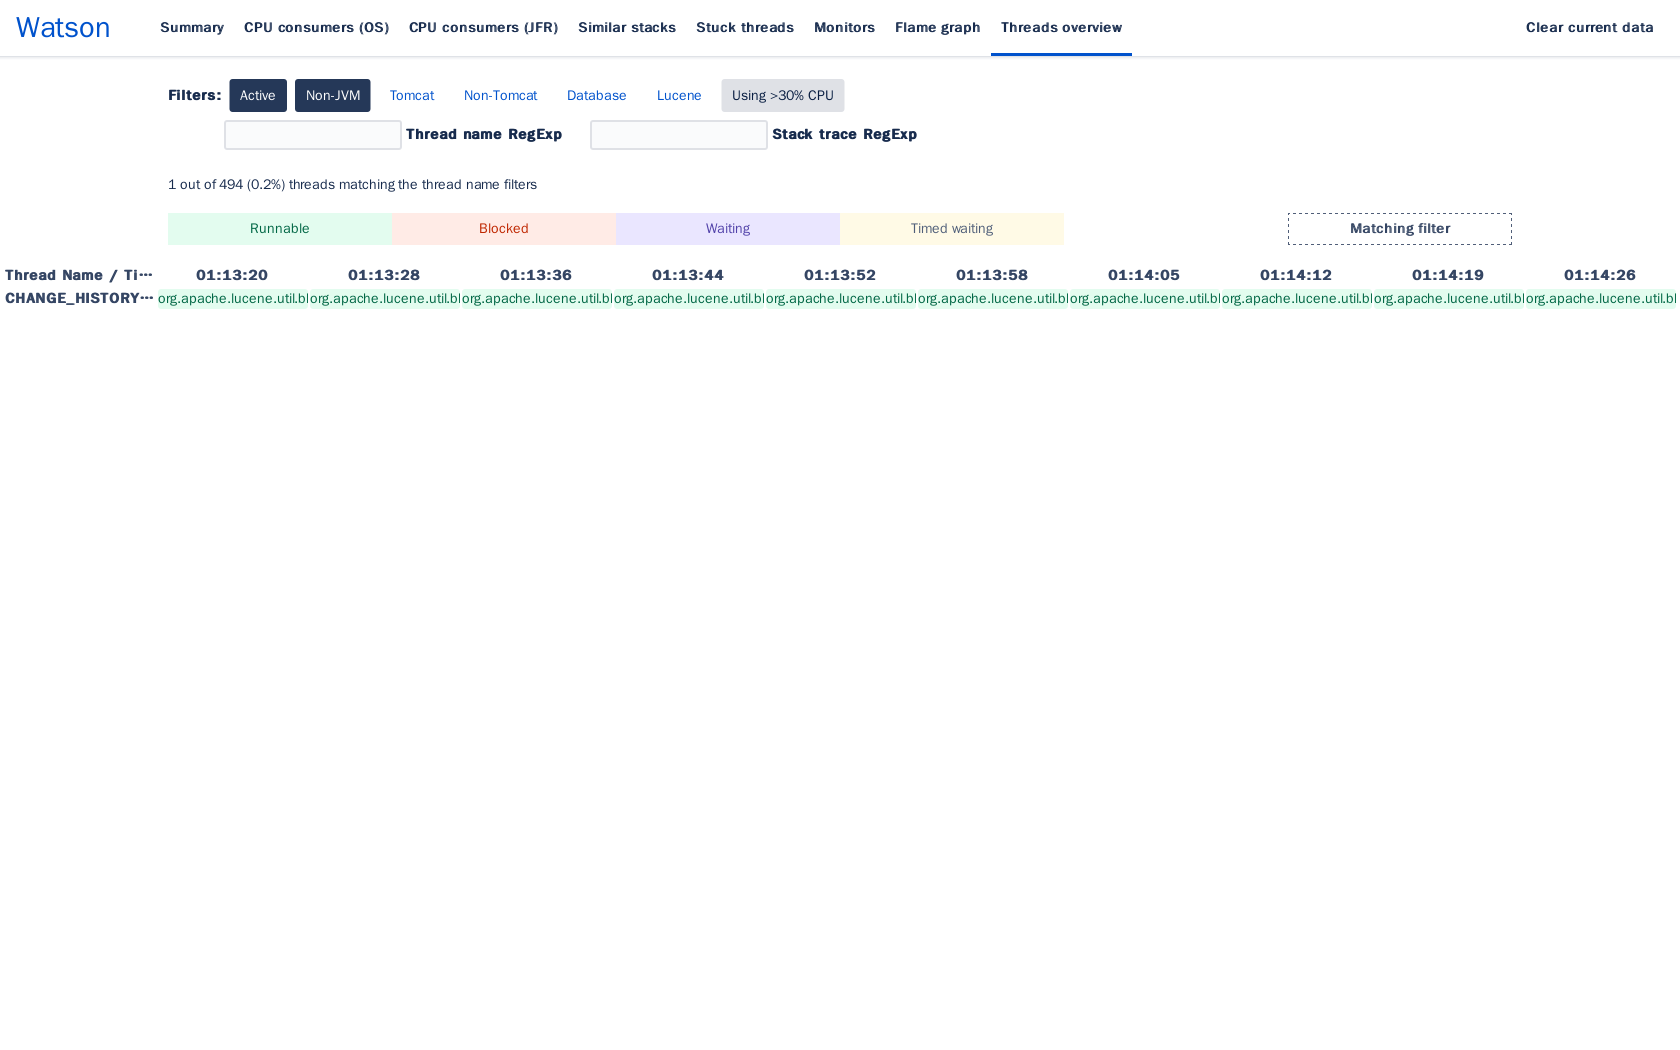 Watson Summary CPU consumers (OS) CPU consumers (JFR) Similar stacks Stuck threads Monitors Flame graph Threads overview Clear current data
Filters: Active Non-JVM Tomcat Non-Tomcat Database Lucene Using >30% CPU
Thread name RegExp Stack trace RegExp
1 out of 494 (0.2%) threads matching the thread name filters
Runnable Blocked Waiting Timed waiting Matching filter
Thread Name / Ti... 01:13:20 01:13:28 01:13:36 01:13:44 01:13:52 01:13:58 01:14:05 01:14:12 01:14:19 01:14:26
CHANGE_HISTORY... org.apache.lucene.util.bl org.apache.lucene.util.bl org.apache.lucene.util.bl org.apache.lucene.util.bl org.apache.lucene.util.bl org.apache.lucene.util.bl org.apache.lucene.util.bl org.apache.lucene.util.bl org.apache.lucene.util.bl org.apache.lucene.util.bl